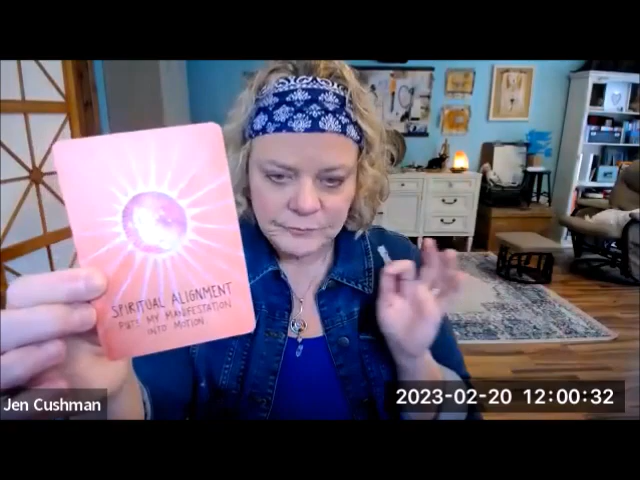 SPIRITUAL ALIGNMENT
PUTS MY MANIFESTATION
INTO MOTION
Jen Cushman
2023-02-20 12:00:32